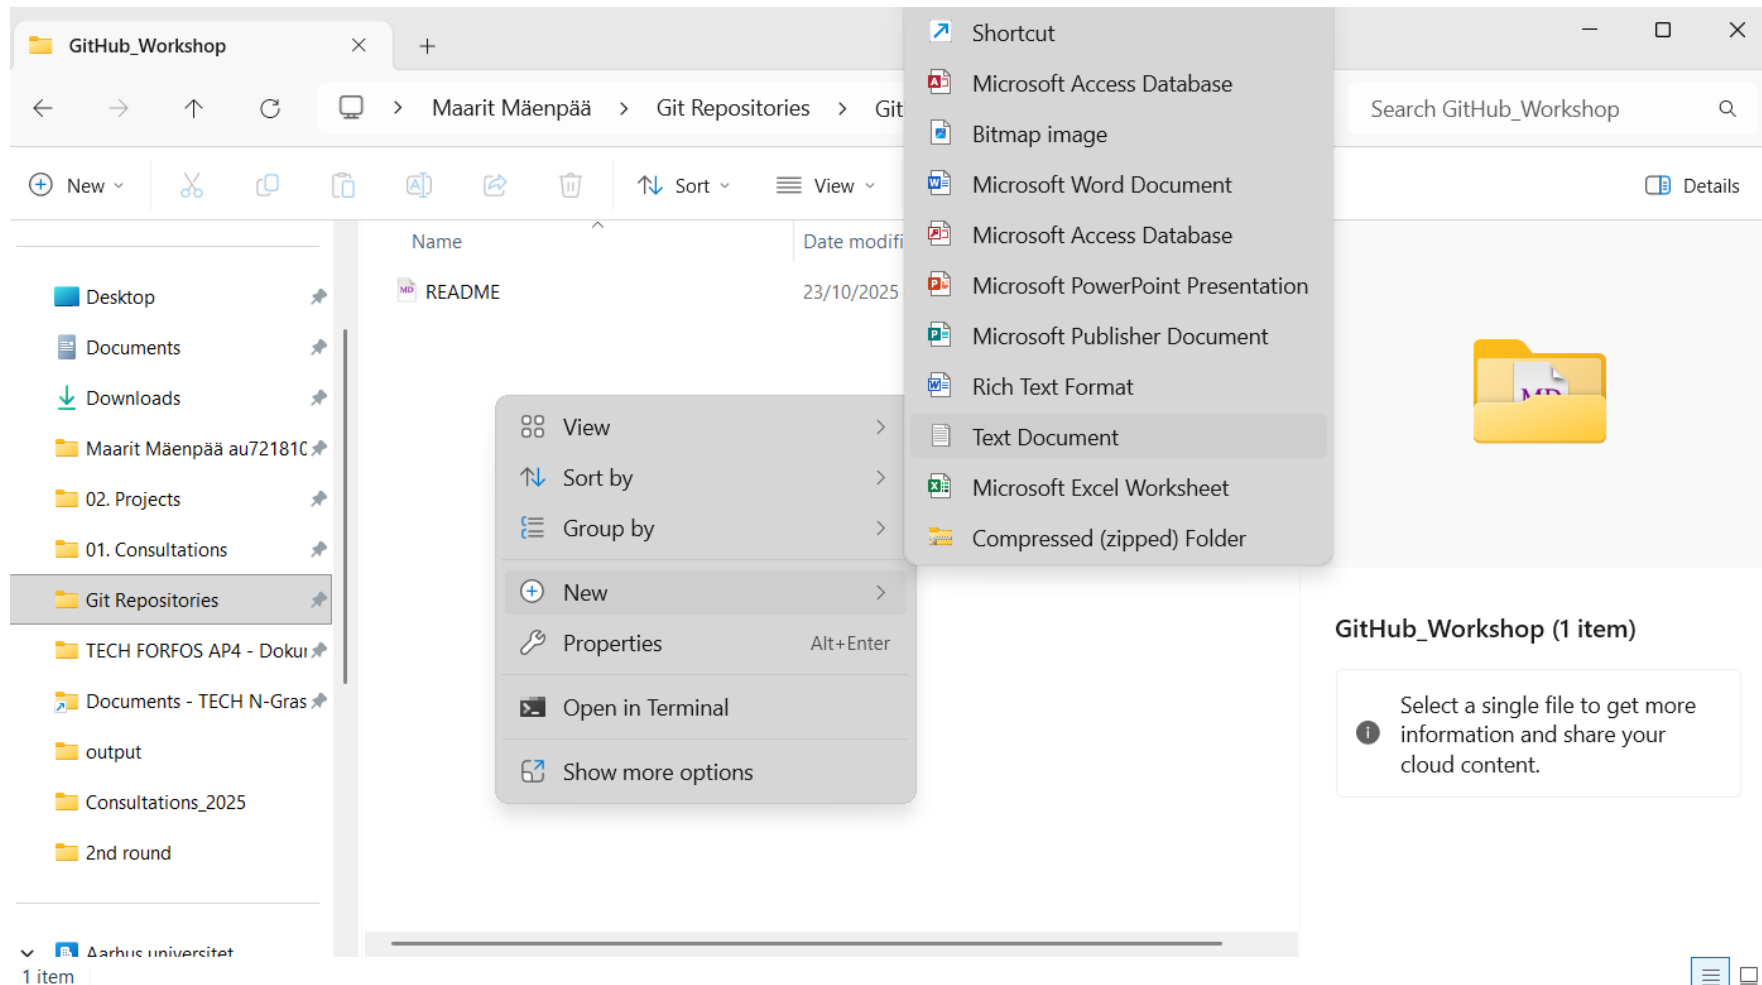 GitHub_Workshop
Maarit Mäenpää > Git Repositories > Git
Search GitHub_Workshop
New
A
Sort
View
Details
Name
Date modifi
README
23/10/2025
Desktop
Documents
Downloads
Maarit Mäenpää au721810
02. Projects
01. Consultations
Git Repositories
TECH FORFOS AP4 - Dokur
Documents - TECH N-Gras
output
Consultations_2025
2nd round
Aarhus universitet
1 item
View
Sort by
Group by
New
Properties Alt+Enter
Open in Terminal
Show more options
Shortcut
Microsoft Access Database
Bitmap image
Microsoft Word Document
Microsoft Access Database
Microsoft PowerPoint Presentation
Microsoft Publisher Document
Rich Text Format
Text Document
Microsoft Excel Worksheet
Compressed (zipped) Folder
MD
GitHub_Workshop (1 item)
Select a single file to get more
information and share your
cloud content.